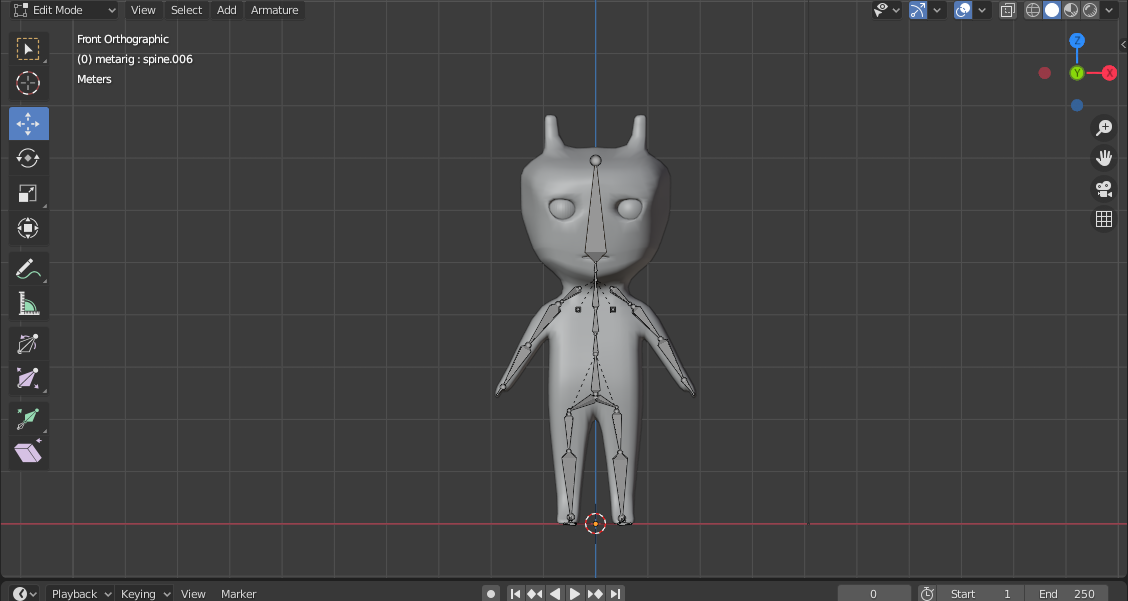 Edit Mode View Select Add Armature
Front Orthographic
(0) metarig : spine.006
Meters
Z
Y X
Playback Keying View Marker 0 Start 1 End 250